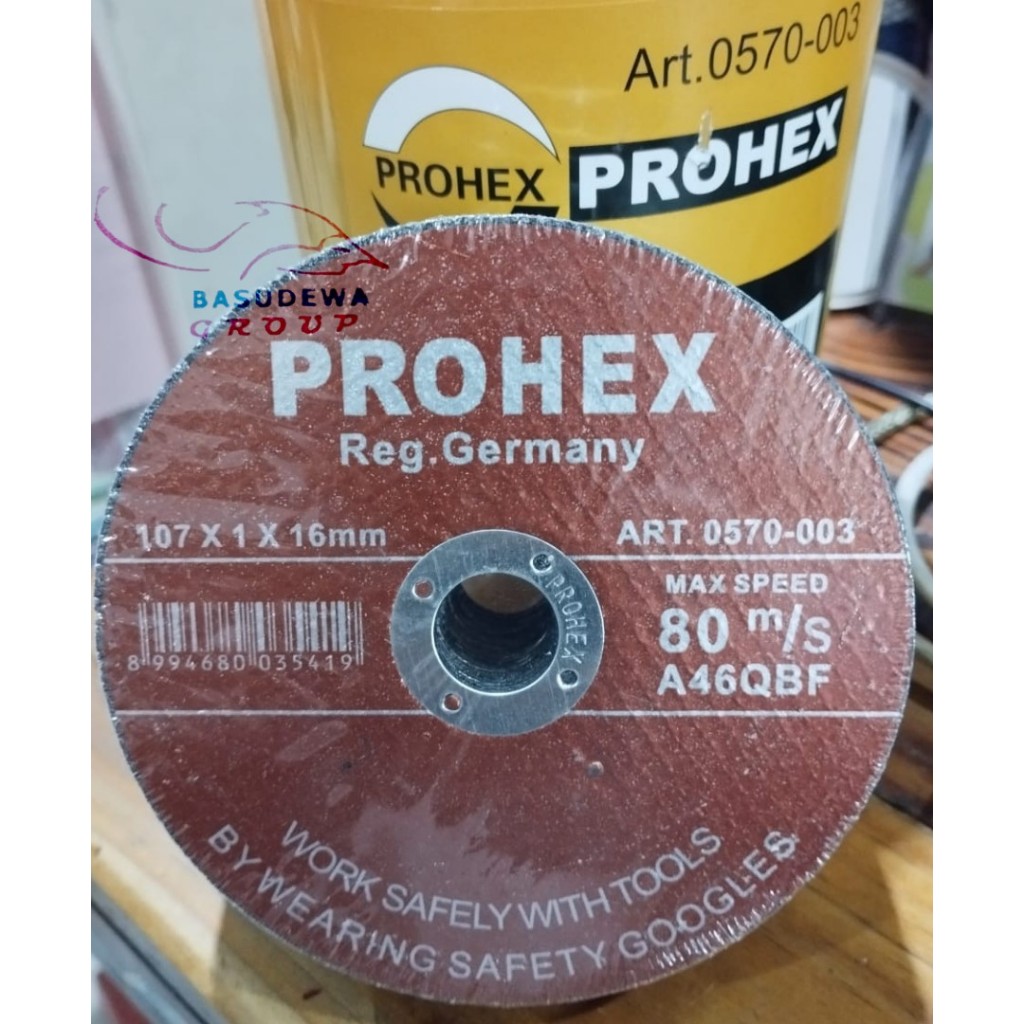 Art.0570-003
PROHEX
PROHEX
BASUDEWA
GROUP
PROHEX
Reg.Germany
107 X 1 X 16mm
ART. 0570-003
MAX SPEED
80 m/s
A46QBF
8 994680 035419
PROHEX
WORK SAFELY WITH TOOLS
BY WEARING SAFETY GOOGLES